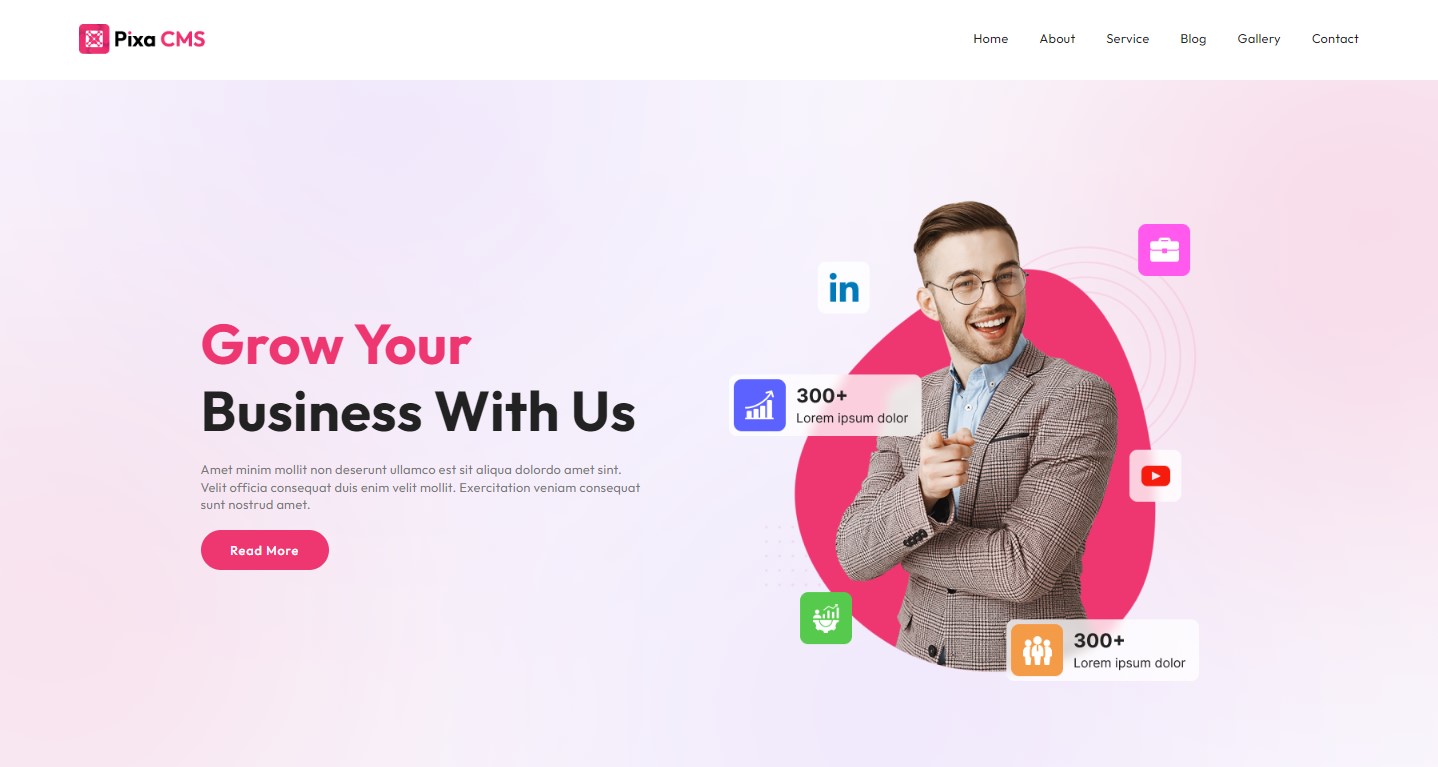 Pixa CMS
Home About Service Blog Gallery Contact
Grow Your
Business With Us
Amet minim mollit non deserunt ullamco est sit aliqua dolordo amet sint.
Velit officia consequat duis enim velit mollit. Exercitation veniam consequat
sunt nostrud amet.
Read More
in
300+
Lorem ipsum dolor
300+
Lorem ipsum dolor